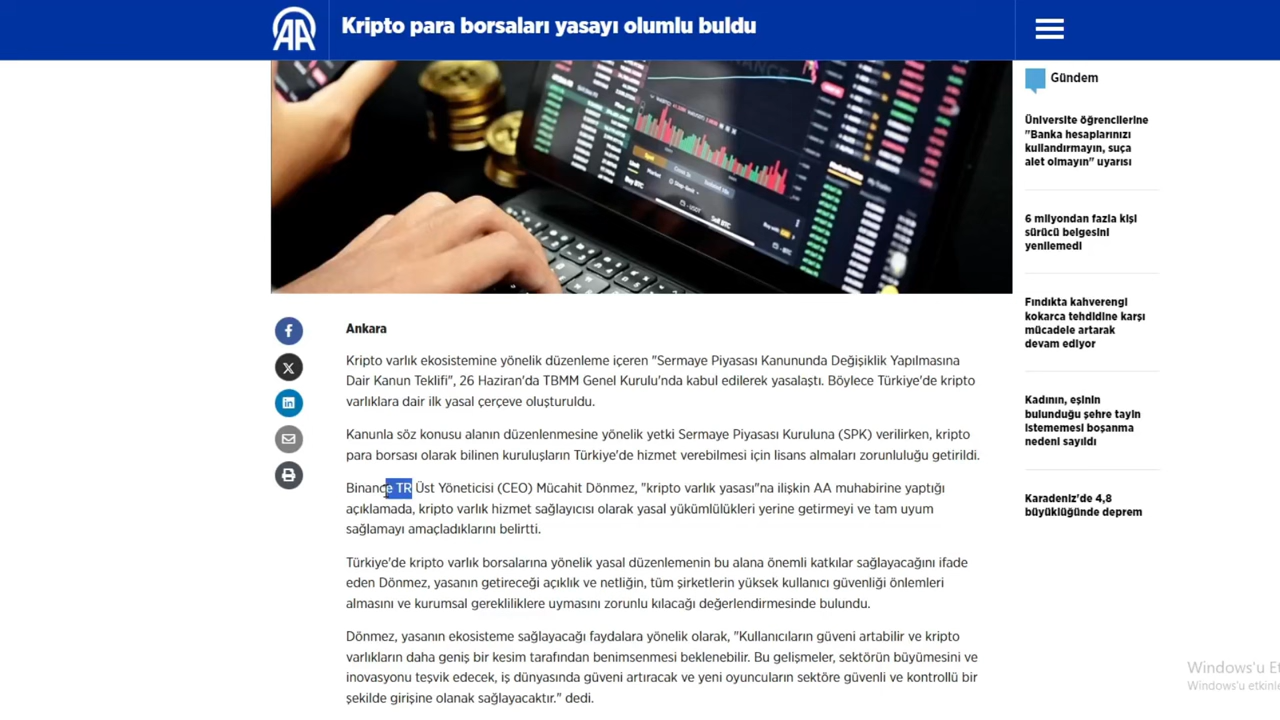 AA
Kripto para borsaları yasayı olumlu buldu
Gündem
Üniversite öğrencilerine
"Banka hesaplarınızı
kullandırmayın, suça
alet olmayın" uyarısı
6 milyondan fazla kişi
sürücü belgesini
yenilemedi
Fındıkta kahverengi
kokarca tehdidine karşı
mücadele artarak
devam ediyor
Kadının, eşinin
bulunduğu şehre tayin
istememesi boşanma
nedeni sayıldı
Karadeniz'de 4,8
büyüklüğünde deprem
Ankara
Kripto varlık ekosistemine yönelik düzenleme içeren "Sermaye Piyasası Kanununda Değişiklik Yapılmasına
Dair Kanun Teklifi", 26 Haziran'da TBMM Genel Kurulu'nda kabul edilerek yasalaştı. Böylece Türkiye'de kripto
varlıklara dair ilk yasal çerçeve oluşturuldu.
Kanunla söz konusu alanın düzenlenmesine yönelik yetki Sermaye Piyasası Kuruluna (SPK) verilirken, kripto
para borsası olarak bilinen kuruluşların Türkiye'de hizmet verebilmesi için lisans almaları zorunluluğu getirildi.
Binance TR Üst Yöneticisi (CEO) Mücahit Dönmez, "kripto varlık yasası"na ilişkin AA muhabirine yaptığı
açıklamada, kripto varlık hizmet sağlayıcısı olarak yasal yükümlülükleri yerine getirmeyi ve tam uyum
sağlamayı amaçladıklarını belirtti.
Türkiye'de kripto varlık borsalarına yönelik yasal düzenlemenin bu alana önemli katkılar sağlayacağını ifade
eden Dönmez, yasanın getireceği açıklık ve netliğin, tüm şirketlerin yüksek kullanıcı güvenliği önlemleri
almasını ve kurumsal gerekliliklere uymasını zorunlu kılacağı değerlendirmesinde bulundu.
Dönmez, yasanın ekosisteme sağlayacağı faydalara yönelik olarak, "Kullanıcıların güveni artabilir ve kripto
varlıkların daha geniş bir kesim tarafından benimsenmesi beklenebilir. Bu gelişmeler, sektörün büyümesini ve
inovasyonu teşvik edecek, iş dünyasında güveni artıracak ve yeni oyuncuların sektöre güvenli ve kontrollü bir
şekilde girişine olanak sağlayacaktır." dedi.
Windows'u Et
Windows'u etkinle